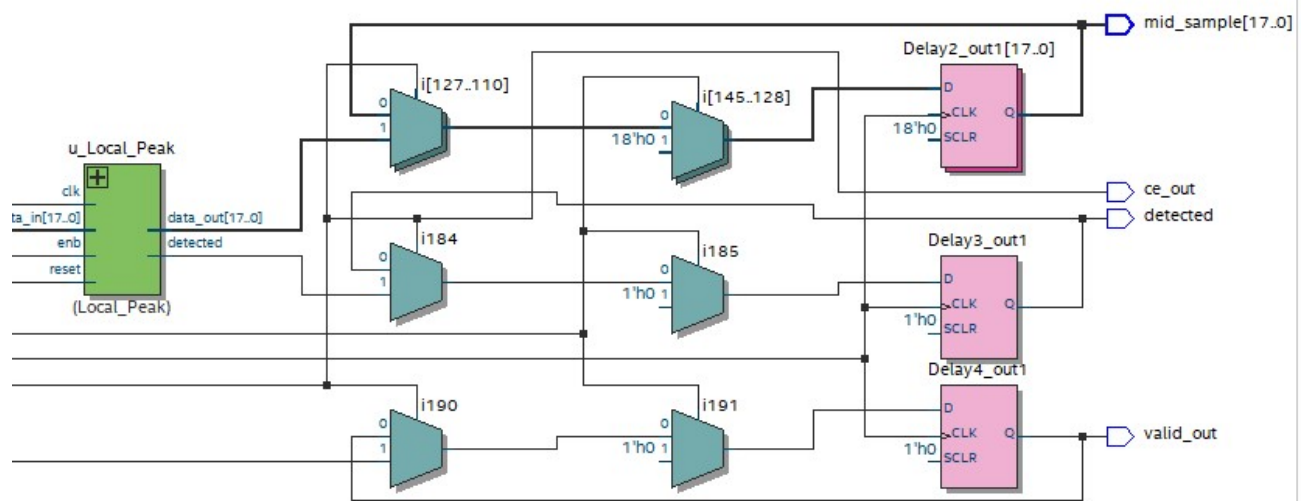 mid_sample[17..0]
Delay2_out1[17..0]
i[127..110]
0
1
i[145..128]
0
18'h0 1
D
CLK
Q
18'h0
SCLR
u_Local_Peak
clk
ta_in[17..0]
enb
reset
data_out[17..0]
detected
(Local_Peak)
ce_out
detected
i184
0
1
i185
0
1'h0 1
Delay3_out1
D
CLK
Q
1'h0
SCLR
i190
0
1
i191
0
1'h0 1
Delay4_out1
D
CLK
Q
1'h0
SCLR
valid_out